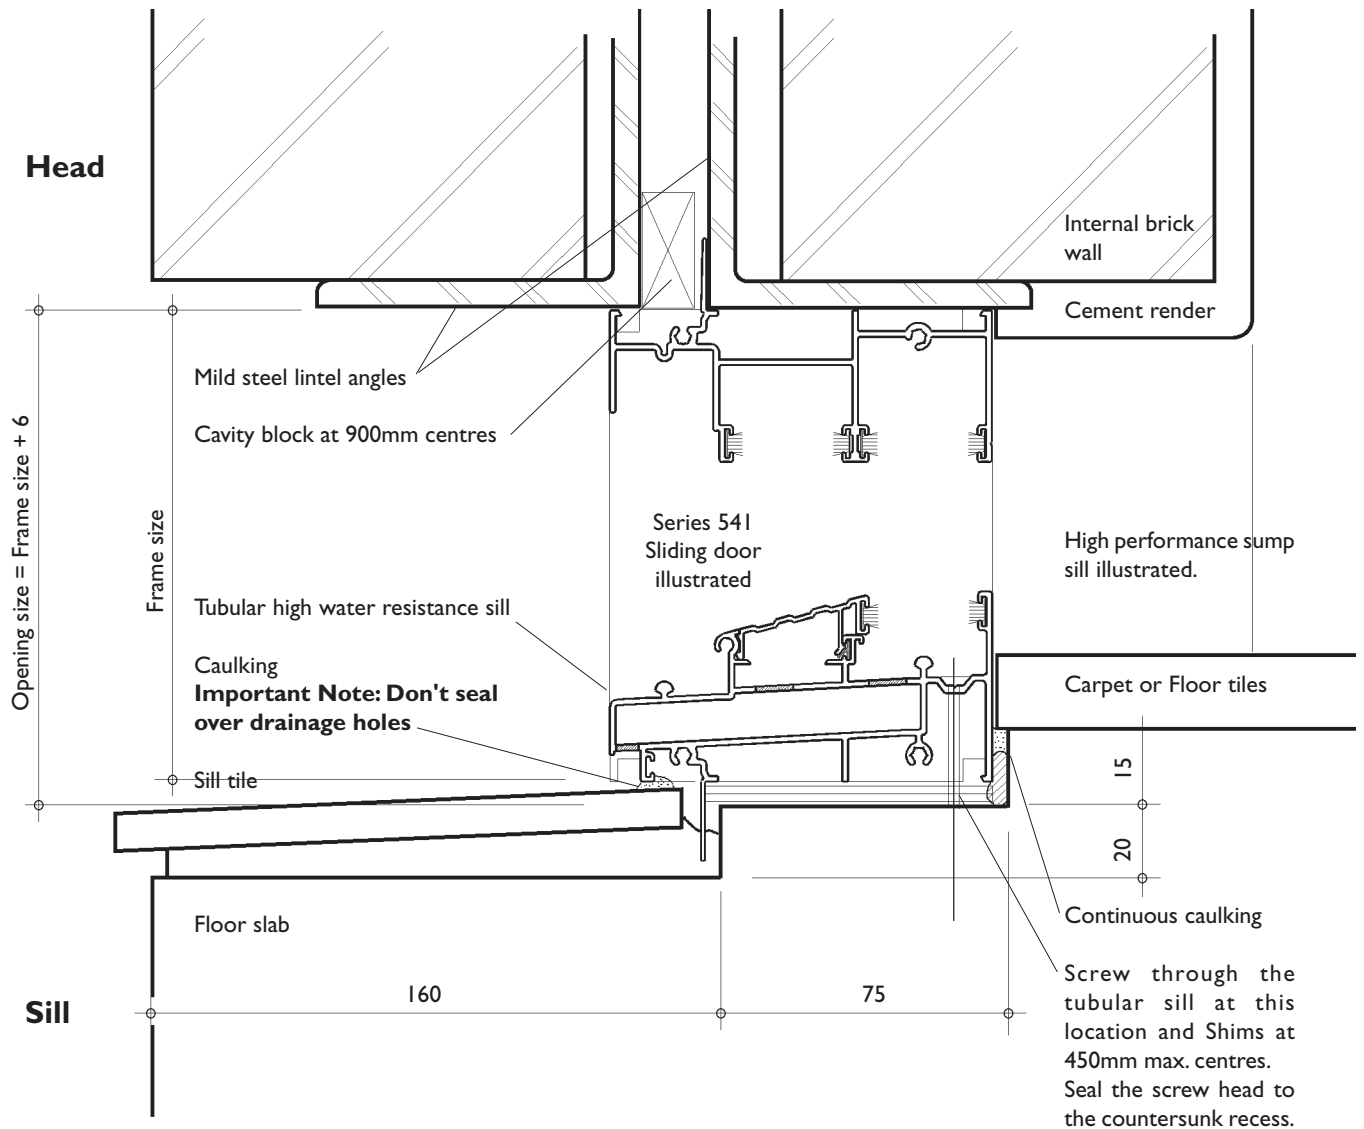 Head
Internal brick
wall
Cement render
Mild steel lintel angles
Cavity block at 900mm centres
Opening size = Frame size + 6
Frame size
Series 541
Sliding door
illustrated
High performance sump
sill illustrated.
Tubular high water resistance sill
Caulking
Important Note: Don't seal
over drainage holes
Carpet or Floor tiles
Sill tile
15
20
Floor slab
Continuous caulking
Sill
160
75
Screw through the
tubular sill at this
location and Shims at
450mm max. centres.
Seal the screw head to
the countersunk recess.